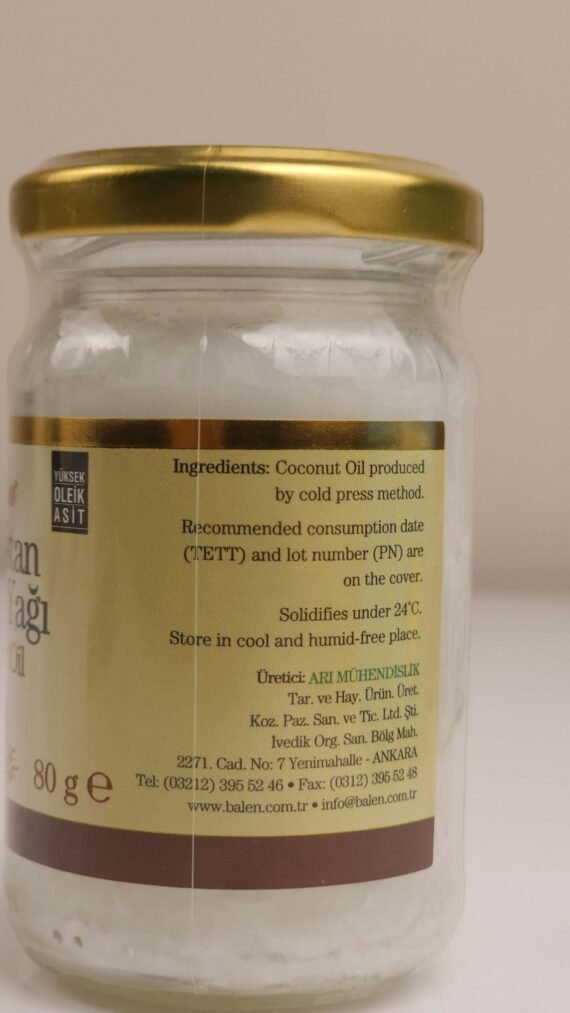 YÜKSEK
OLEİK
ASİT
Yağı
Oil
80 g ℮
Ingredients: Coconut Oil produced
by cold press method.
Recommended consumption date
(TETT) and lot number (PN) are
on the cover.
Solidifies under 24°C.
Store in cool and humid-free place.
Üretici: ARI MÜHENDİSLİK
Tar. ve Hay. Ürün. Üret.
Koz. Paz. San. ve Tic. Ltd. Şti.
İvedik Org. San. Bölg Mah.
2271. Cad. No: 7 Yenimahalle - ANKARA
Tel: (03212) 395 52 46 • Fax: (0312) 395 52 48
www.balen.com.tr • info@balen.com.tr